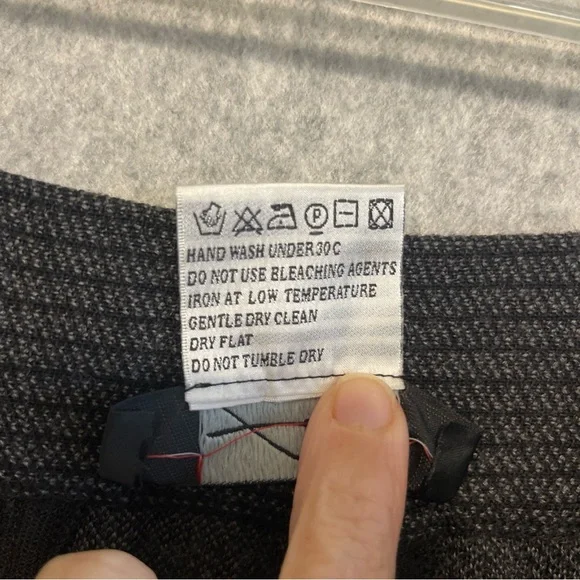 P
HAND WASH UNDER 30 C
DO NOT USE BLEACHING AGENTS
IRON AT LOW TEMPERATURE
GENTLE DRY CLEAN
DRY FLAT
DO NOT TUMBLE DRY